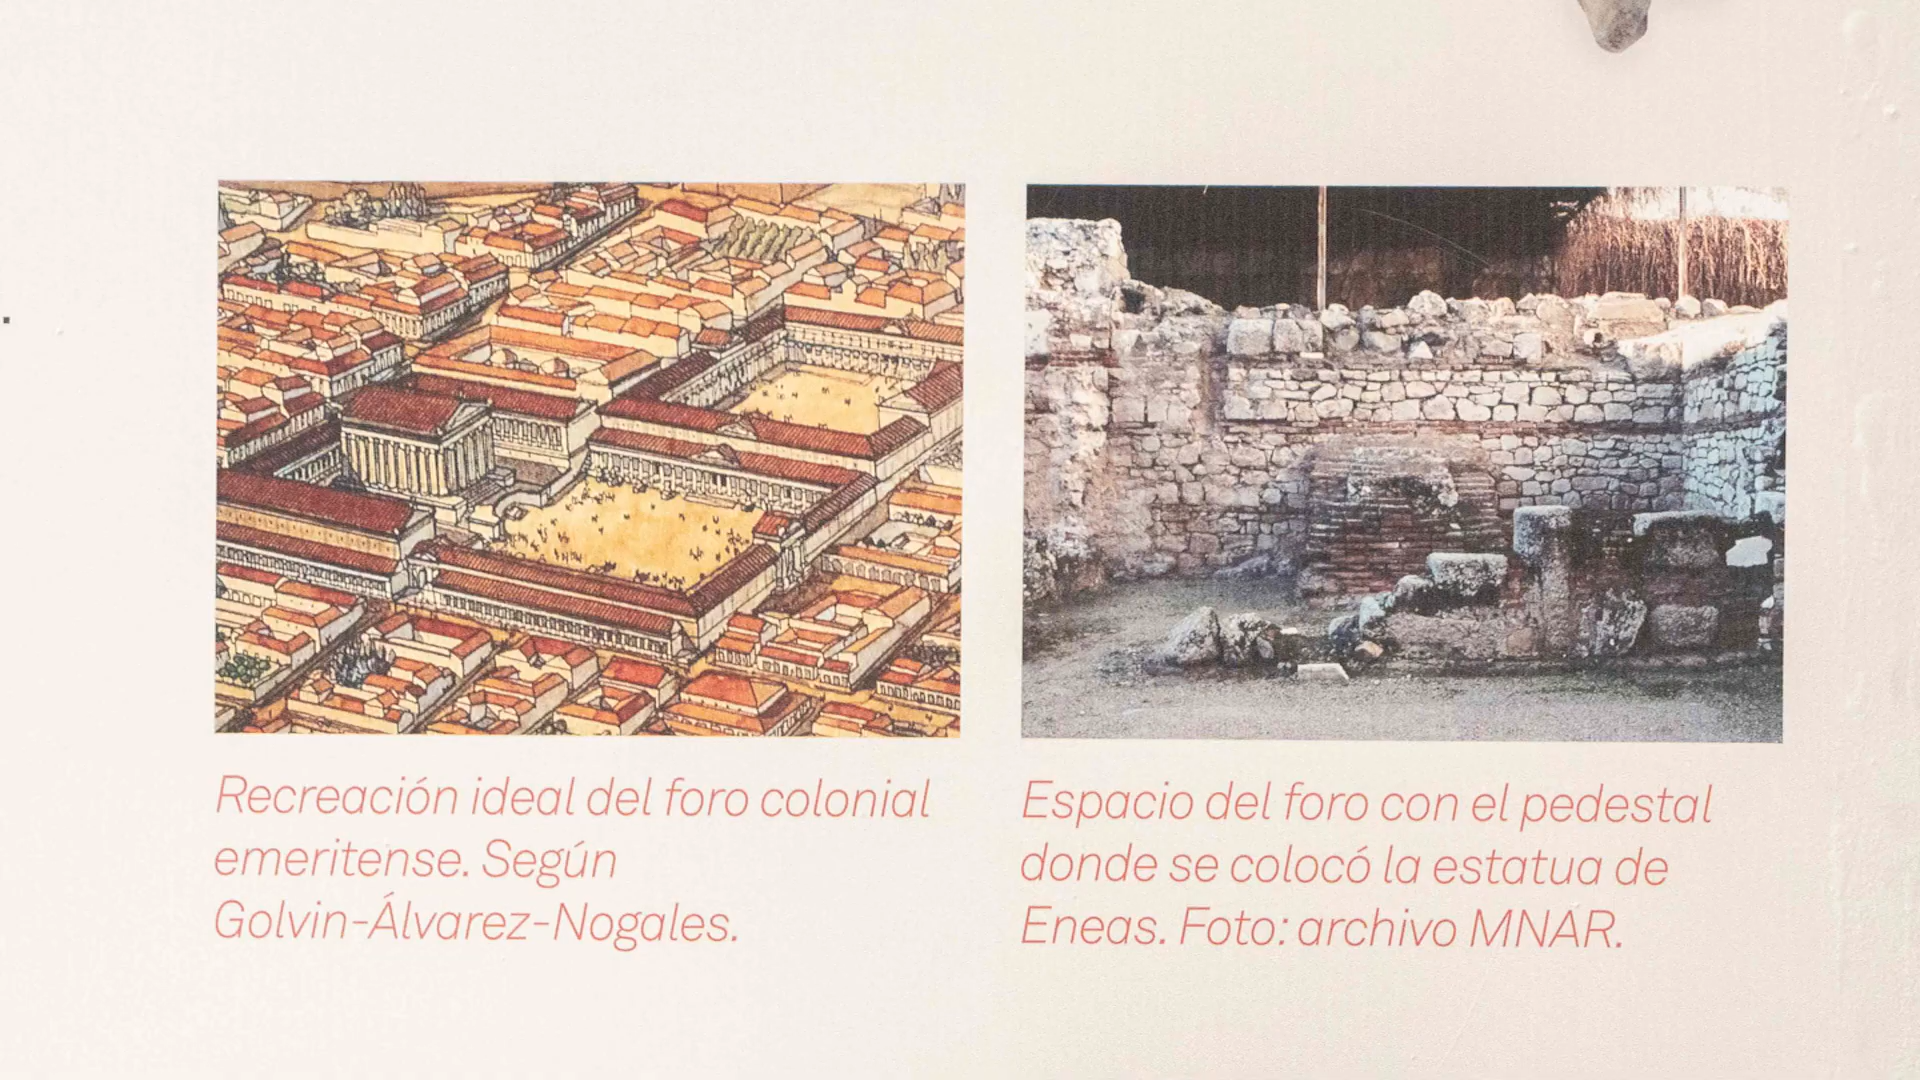 Recreación ideal del foro colonial
emeritense. Según
Golvin-Álvarez-Nogales.
Espacio del foro con el pedestal
donde se colocó la estatua de
Eneas. Foto: archivo MNAR.